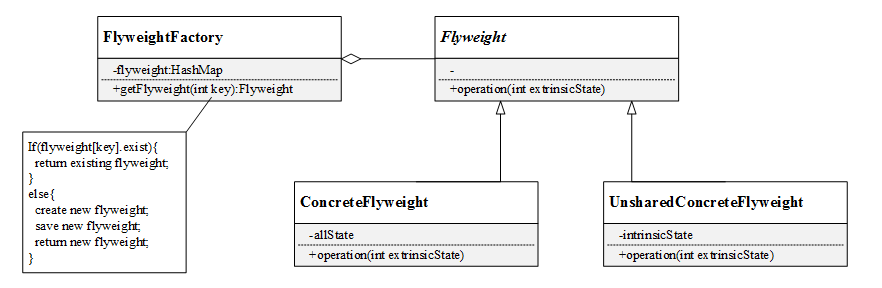 FlyweightFactory
-flyweight:HashMap
+getFlyweight(int key):Flyweight
Flyweight
-
+operation(int extrinsicState)
If(flyweight[key].exist){
return existing flyweight;
}
else{
create new flyweight;
save new flyweight;
return new flyweight;
}
ConcreteFlyweight
-allState
+operation(int extrinsicState)
UnsharedConcreteFlyweight
-intrinsicState
+operation(int extrinsicState)